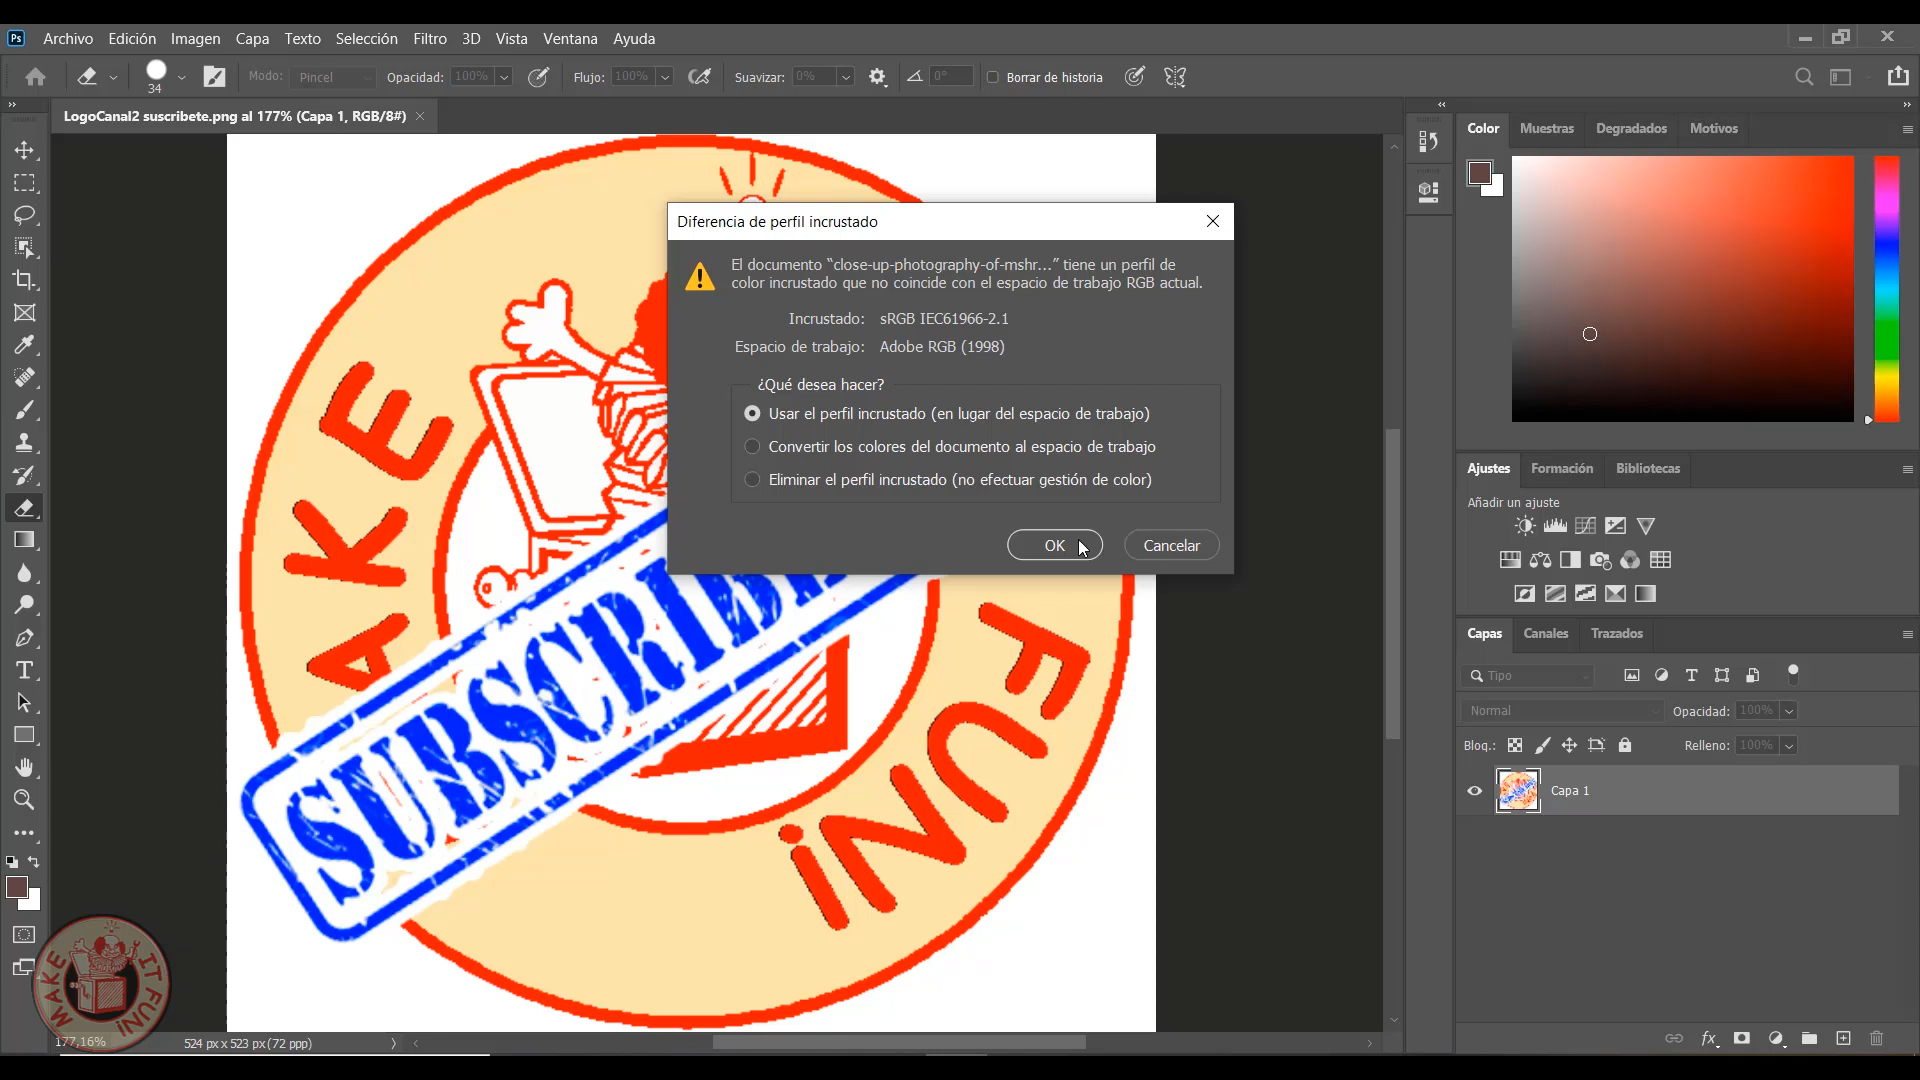 Ps Archivo Edición Imagen Capa Texto Selección Filtro 3D Vista Ventana Ayuda
34 Modo: Pincel Opacidad: 100% Flujo: 100% Suavizar: 0% 0° Borrar de historia
LogoCanal2 suscribete.png al 177% (Capa 1, RGB/8#)
Color Muestras Degradados Motivos
Diferencia de perfil incrustado
El documento “close-up-photography-of-mshr...” tiene un perfil de
color incrustado que no coincide con el espacio de trabajo RGB actual.
Incrustado: sRGB IEC61966-2.1
Espacio de trabajo: Adobe RGB (1998)
¿Qué desea hacer?
Usar el perfil incrustado (en lugar del espacio de trabajo)
Convertir los colores del documento al espacio de trabajo
Eliminar el perfil incrustado (no efectuar gestión de color)
OK Cancelar
AKE
FUN!
SUBSCRIBE
Ajustes Formación Bibliotecas
Añadir un ajuste
Capas Canales Trazados
Tipo
Normal Opacidad: 100%
Bloq.: Relleno: 100%
Capa 1
fx
MAKE IT FUN!
177,16% 524 px x 523 px (72 ppp)